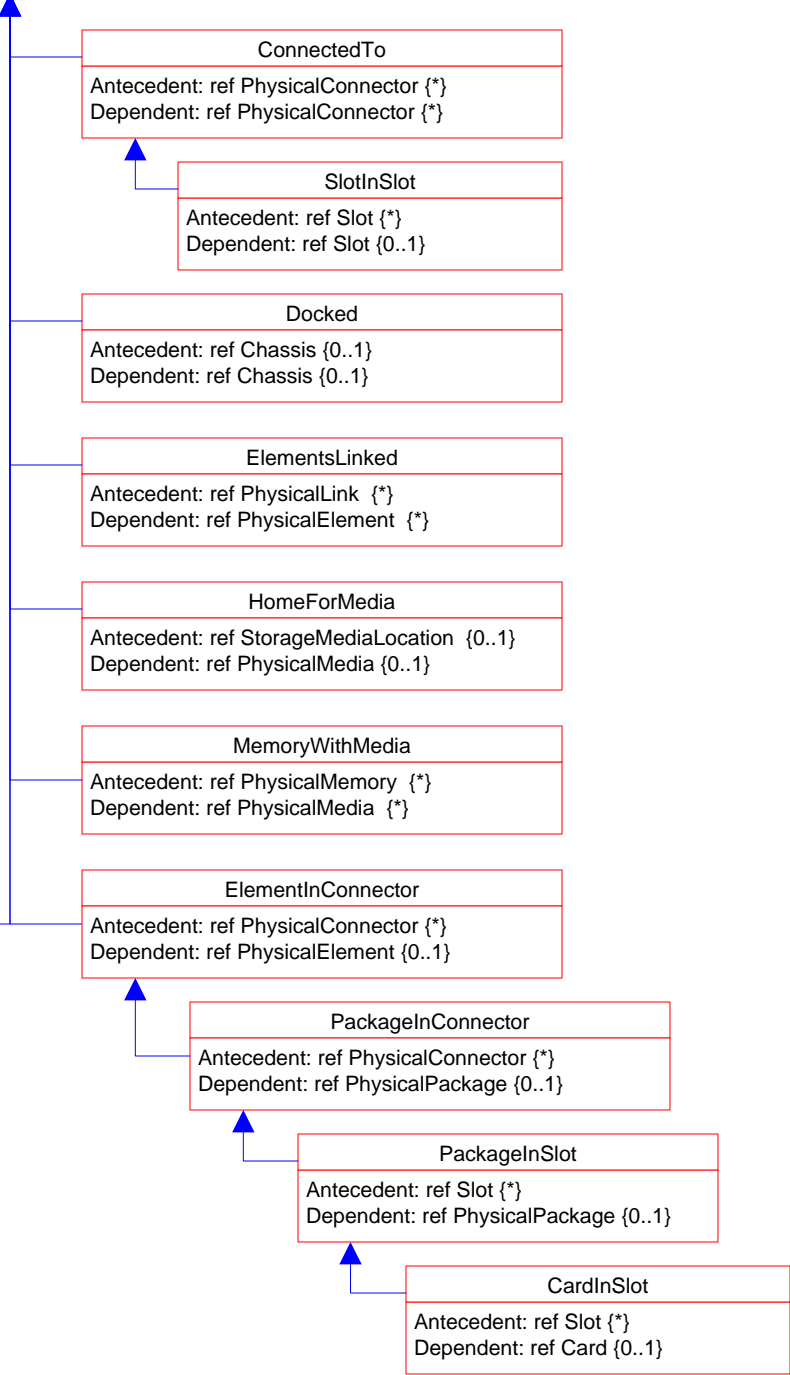 ConnectedTo
Antecedent: ref PhysicalConnector {*}
Dependent: ref PhysicalConnector {*}
SlotInSlot
Antecedent: ref Slot {*}
Dependent: ref Slot {0..1}
Docked
Antecedent: ref Chassis {0..1}
Dependent: ref Chassis {0..1}
ElementsLinked
Antecedent: ref PhysicalLink  {*}
Dependent: ref PhysicalElement  {*}
HomeForMedia
Antecedent: ref StorageMediaLocation  {0..1}
Dependent: ref PhysicalMedia {0..1}
MemoryWithMedia
Antecedent: ref PhysicalMemory  {*}
Dependent: ref PhysicalMedia  {*}
ElementInConnector
Antecedent: ref PhysicalConnector {*}
Dependent: ref PhysicalElement {0..1}
PackageInConnector
Antecedent: ref PhysicalConnector {*}
Dependent: ref PhysicalPackage {0..1}
PackageInSlot
Antecedent: ref Slot {*}
Dependent: ref PhysicalPackage {0..1}
CardInSlot
Antecedent: ref Slot {*}
Dependent: ref Card {0..1}